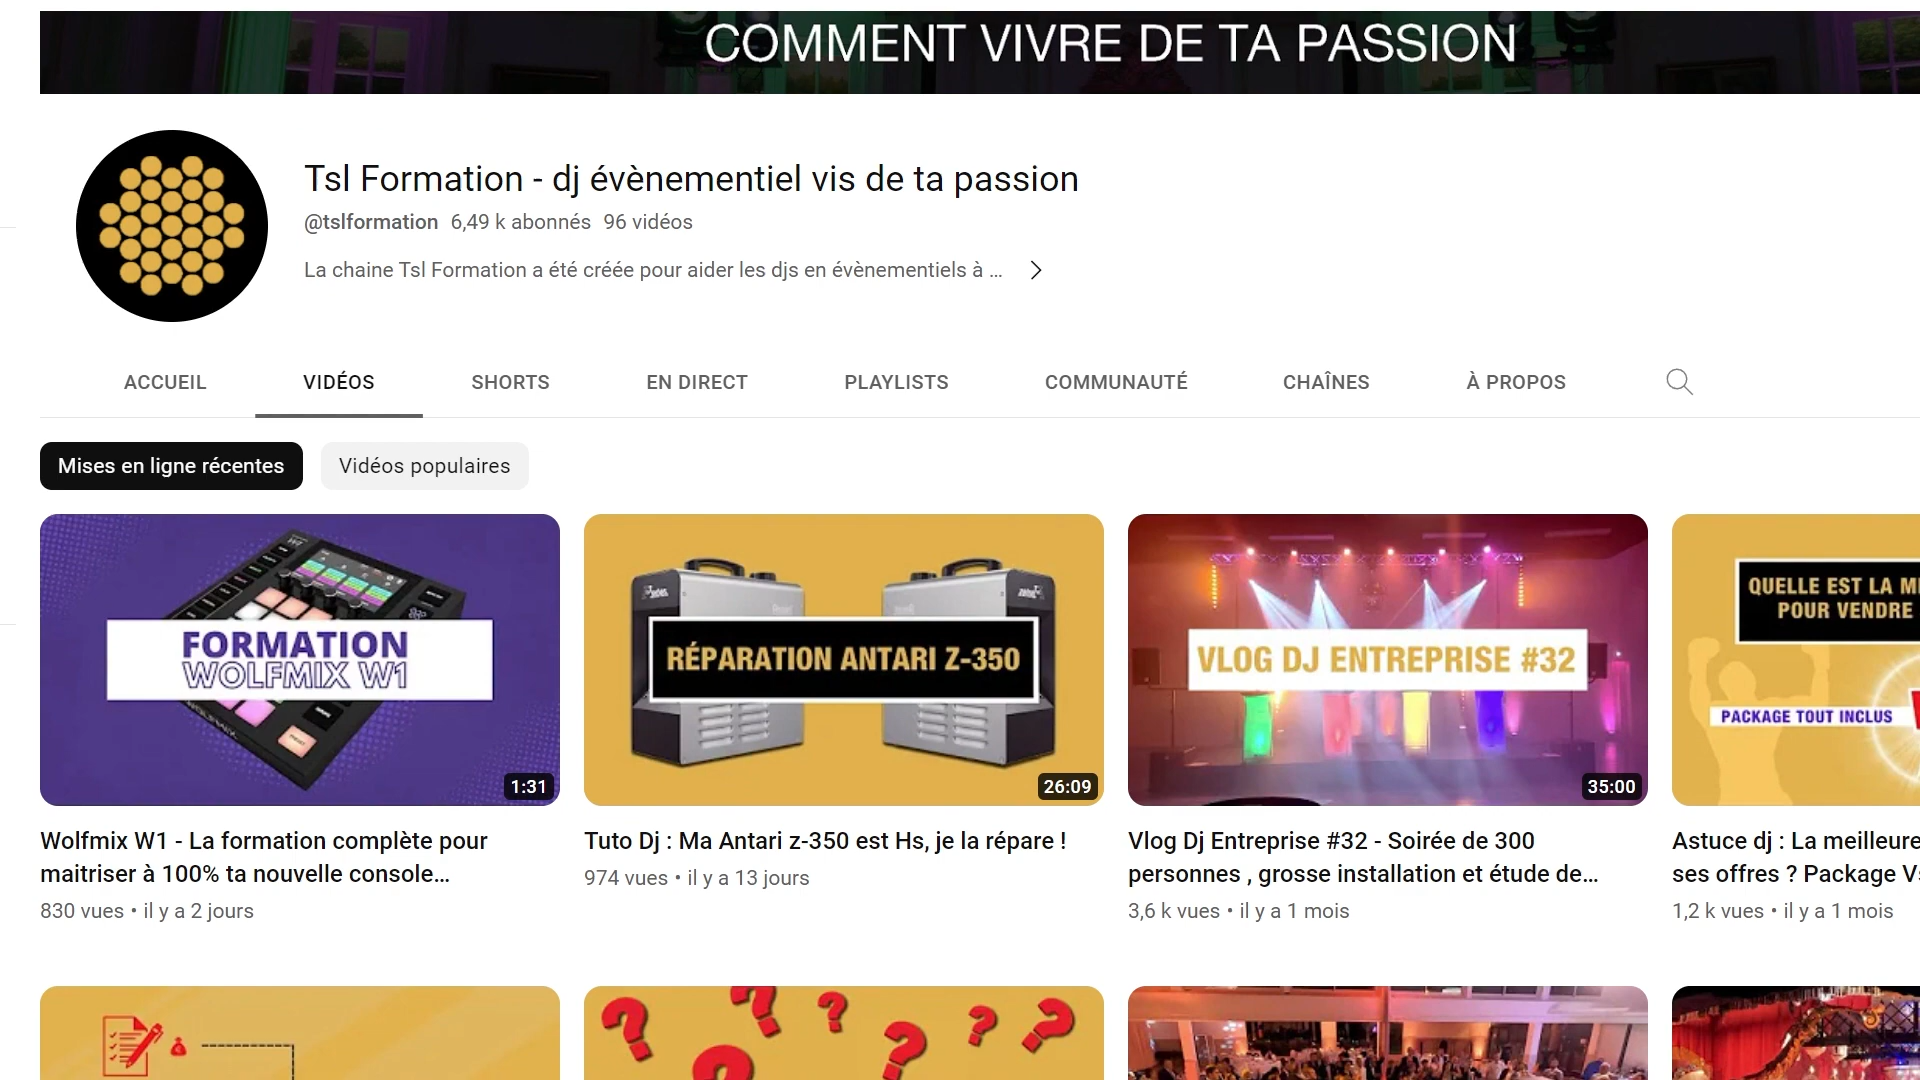 COMMENT VIVRE DE TA PASSION
Tsl Formation - dj évènementiel vis de ta passion
@tslformation 6,49 k abonnés 96 vidéos
La chaine Tsl Formation a été créée pour aider les djs en évènementiels à ...
ACCUEIL VIDÉOS SHORTS EN DIRECT PLAYLISTS COMMUNAUTÉ CHAÎNES À PROPOS
Mises en ligne récentes Vidéos populaires
FORMATION
WOLFMIX W1
1:31
RÉPARATION ANTARI Z-350
26:09
VLOG DJ ENTREPRISE #32
35:00
QUELLE EST LA
POUR VENDRE
PACKAGE TOUT INCLUS
Wolfmix W1 - La formation complète pour
maitriser à 100% ta nouvelle console...
830 vues • il y a 2 jours
Tuto Dj : Ma Antari z-350 est Hs, je la répare !
974 vues • il y a 13 jours
Vlog Dj Entreprise #32 - Soirée de 300
personnes , grosse installation et étude de...
3,6 k vues • il y a 1 mois
Astuce dj : La meilleure
ses offres ? Package
1,2 k vues • il y a 1 mois